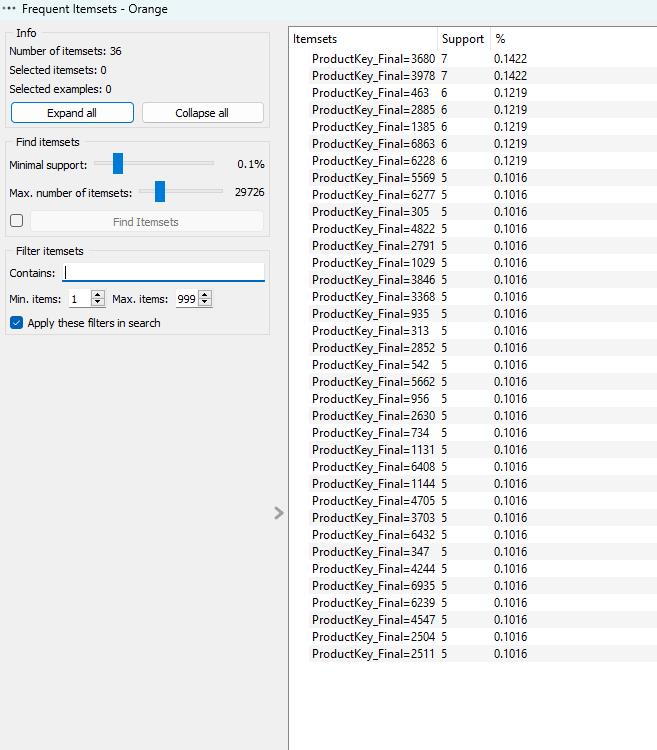 Frequent Itemsets - Orange
Info
Number of itemsets: 36
Selected itemsets: 0
Selected examples: 0
Expand all
Collapse all
Find itemsets
Minimal support:
0.1%
Max. number of itemsets:
29726
Find Itemsets
Filter itemsets
Contains:
Min. items: 1 Max. items: 999
Apply these filters in search
Itemsets Support %
ProductKey_Final=3680 7 0.1422
ProductKey_Final=3978 7 0.1422
ProductKey_Final=463 6 0.1219
ProductKey_Final=2885 6 0.1219
ProductKey_Final=1385 6 0.1219
ProductKey_Final=6863 6 0.1219
ProductKey_Final=6228 6 0.1219
ProductKey_Final=5569 5 0.1016
ProductKey_Final=6277 5 0.1016
ProductKey_Final=305 5 0.1016
ProductKey_Final=4822 5 0.1016
ProductKey_Final=2791 5 0.1016
ProductKey_Final=1029 5 0.1016
ProductKey_Final=3846 5 0.1016
ProductKey_Final=3368 5 0.1016
ProductKey_Final=935 5 0.1016
ProductKey_Final=313 5 0.1016
ProductKey_Final=2852 5 0.1016
ProductKey_Final=542 5 0.1016
ProductKey_Final=5662 5 0.1016
ProductKey_Final=956 5 0.1016
ProductKey_Final=2630 5 0.1016
ProductKey_Final=734 5 0.1016
ProductKey_Final=1131 5 0.1016
ProductKey_Final=6408 5 0.1016
ProductKey_Final=1144 5 0.1016
ProductKey_Final=4705 5 0.1016
ProductKey_Final=3703 5 0.1016
ProductKey_Final=6432 5 0.1016
ProductKey_Final=347 5 0.1016
ProductKey_Final=4244 5 0.1016
ProductKey_Final=6935 5 0.1016
ProductKey_Final=6239 5 0.1016
ProductKey_Final=4547 5 0.1016
ProductKey_Final=2504 5 0.1016
ProductKey_Final=2511 5 0.1016